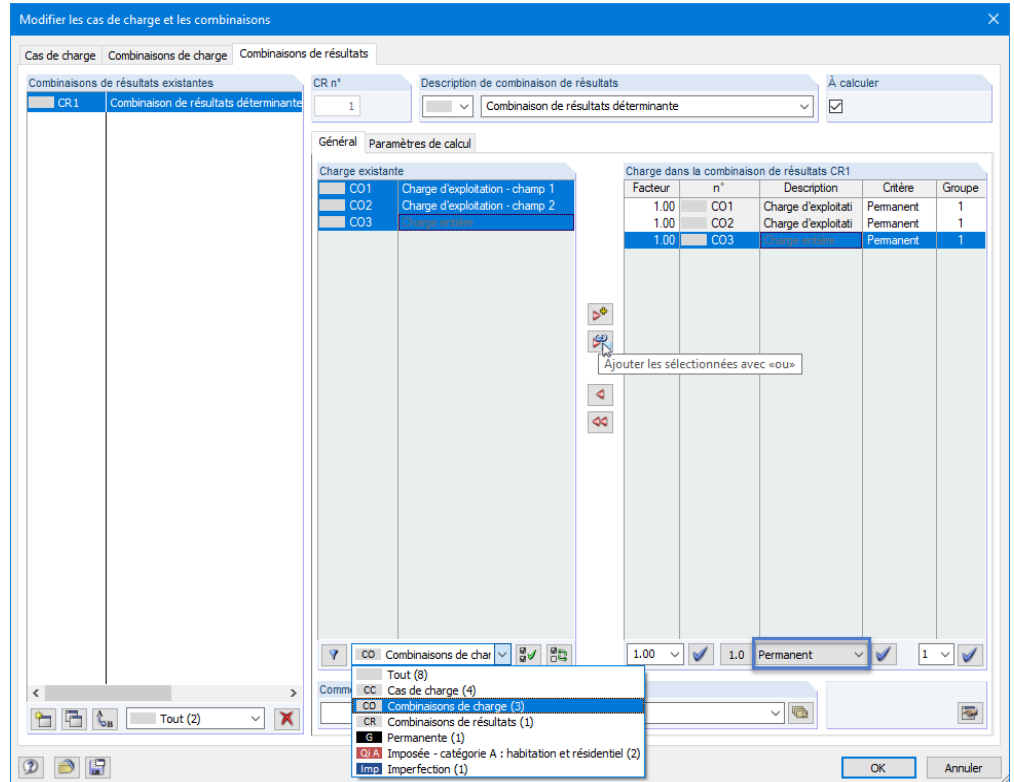 Modifier les cas de charge et les combinaisons
Cas de charge Combinaisons de charge Combinaisons de résultats
Combinaisons de résultats existantes
CR1 Combinaison de résultats déterminante
CR n°
1
Description de combinaison de résultats
Combinaison de résultats déterminante
À calculer
Général Paramètres de calcul
Charge existante
CO1 Charge d'exploitation - champ 1
CO2 Charge d'exploitation - champ 2
CO3 Charge entière
Ajouter les sélectionnées avec «ou»
Charge dans la combinaison de résultats CR1
Facteur n° Description Critère Groupe
1.00 CO1 Charge d'exploitati Permanent 1
1.00 CO2 Charge d'exploitati Permanent 1
1.00 CO3 Charge entière Permanent 1
CO Combinaisons de char
1.00 1.0 Permanent 1
Tout (8)
CC Cas de charge (4)
CO Combinaisons de charge (3)
CR Combinaisons de résultats (1)
G Permanente (1)
Qi A Imposée - catégorie A : habitation et résidentiel (2)
Imp Imperfection (1)
Comm
Tout (2)
OK Annuler